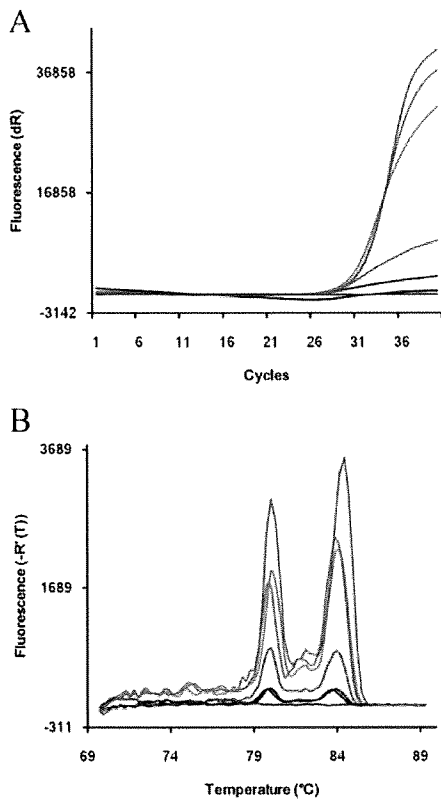 A
Fluorescence (dR)
36858
16858
-3142
1 6 11 16 21 26 31 36
Cycles
B
Fluorescence (-R' (T))
3689
1689
-311
69 74 79 84 89
Temperature (°C)